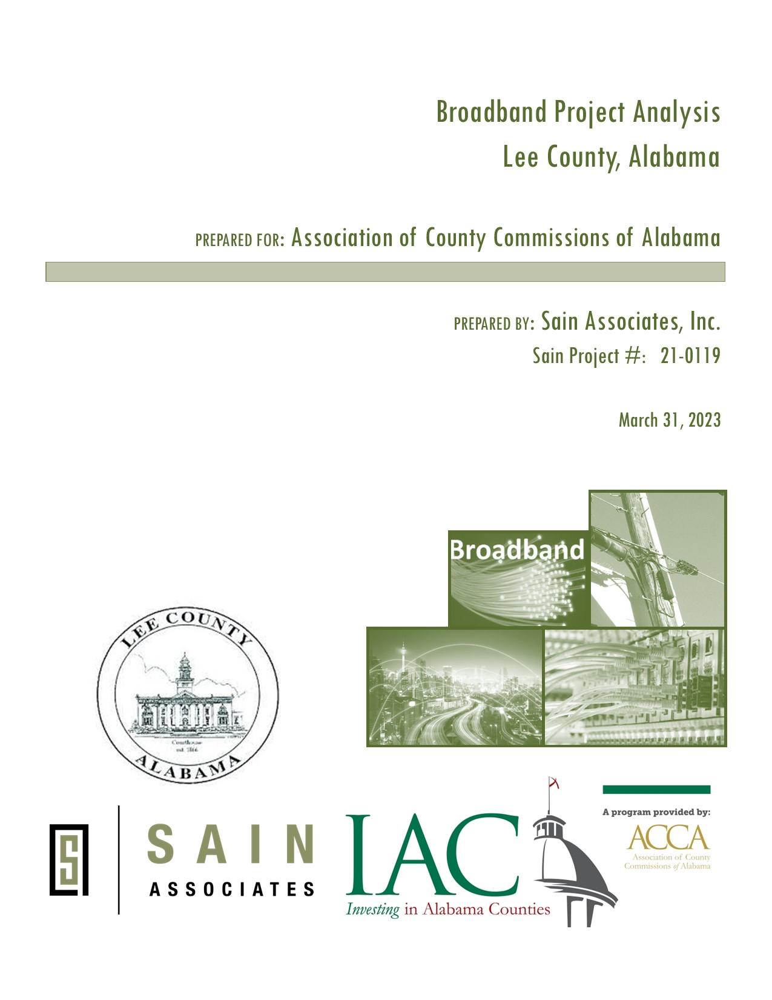 Broadband Project Analysis
Lee County, Alabama
PREPARED FOR: Association of County Commissions of Alabama
PREPARED BY: Sain Associates, Inc.
Sain Project #: 21-0119
March 31, 2023
Broadband
LEE COUNTY
Courthouse
est. 1866
ALABAMA
SAIN
ASSOCIATES
IAC
Investing in Alabama Counties
A program provided by:
ACCA
Association of County
Commissions of Alabama